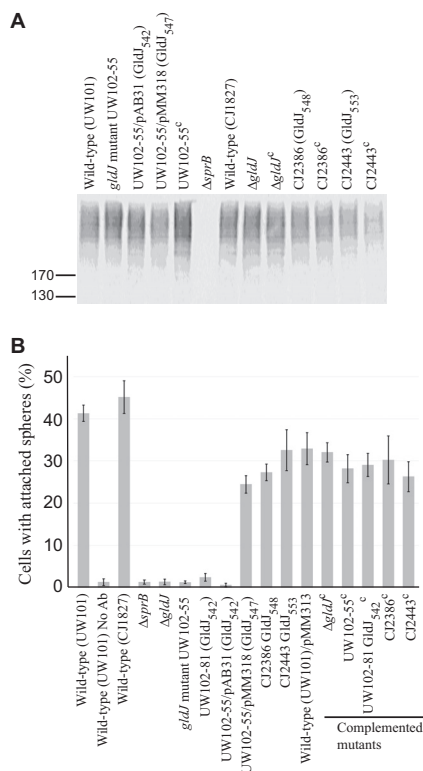 A
Wild-type (UW101)
gldJ mutant UW102-55
UW102-55/pAB31 (GldJ542)
UW102-55/pMM318 (GldJ547)
UW102-55c
ΔsprB
Wild-type (CJ1827)
ΔgldJ
ΔgldJc
CJ2386 (GldJ548)
CJ2386c
CJ2443 (GldJ553)
CJ2443c
170
130
B
Cells with attached spheres (%)
50
40
30
20
10
0
Wild-type (UW101)
Wild-type (UW101) No Ab
Wild-type (CJ1827)
ΔsprB
ΔgldJ
gldJ mutant UW102-55
UW102-81 (GldJ542)
UW102-55/pAB31 (GldJ542)
UW102-55/pMM318 (GldJ547)
CJ2386 GldJ548
CJ2443 GldJ553
Wild-type (UW101)/pMM313
ΔgldJc
UW102-55c
UW102-81 GldJ542c
CJ2386c
CJ2443c
Complemented
mutants